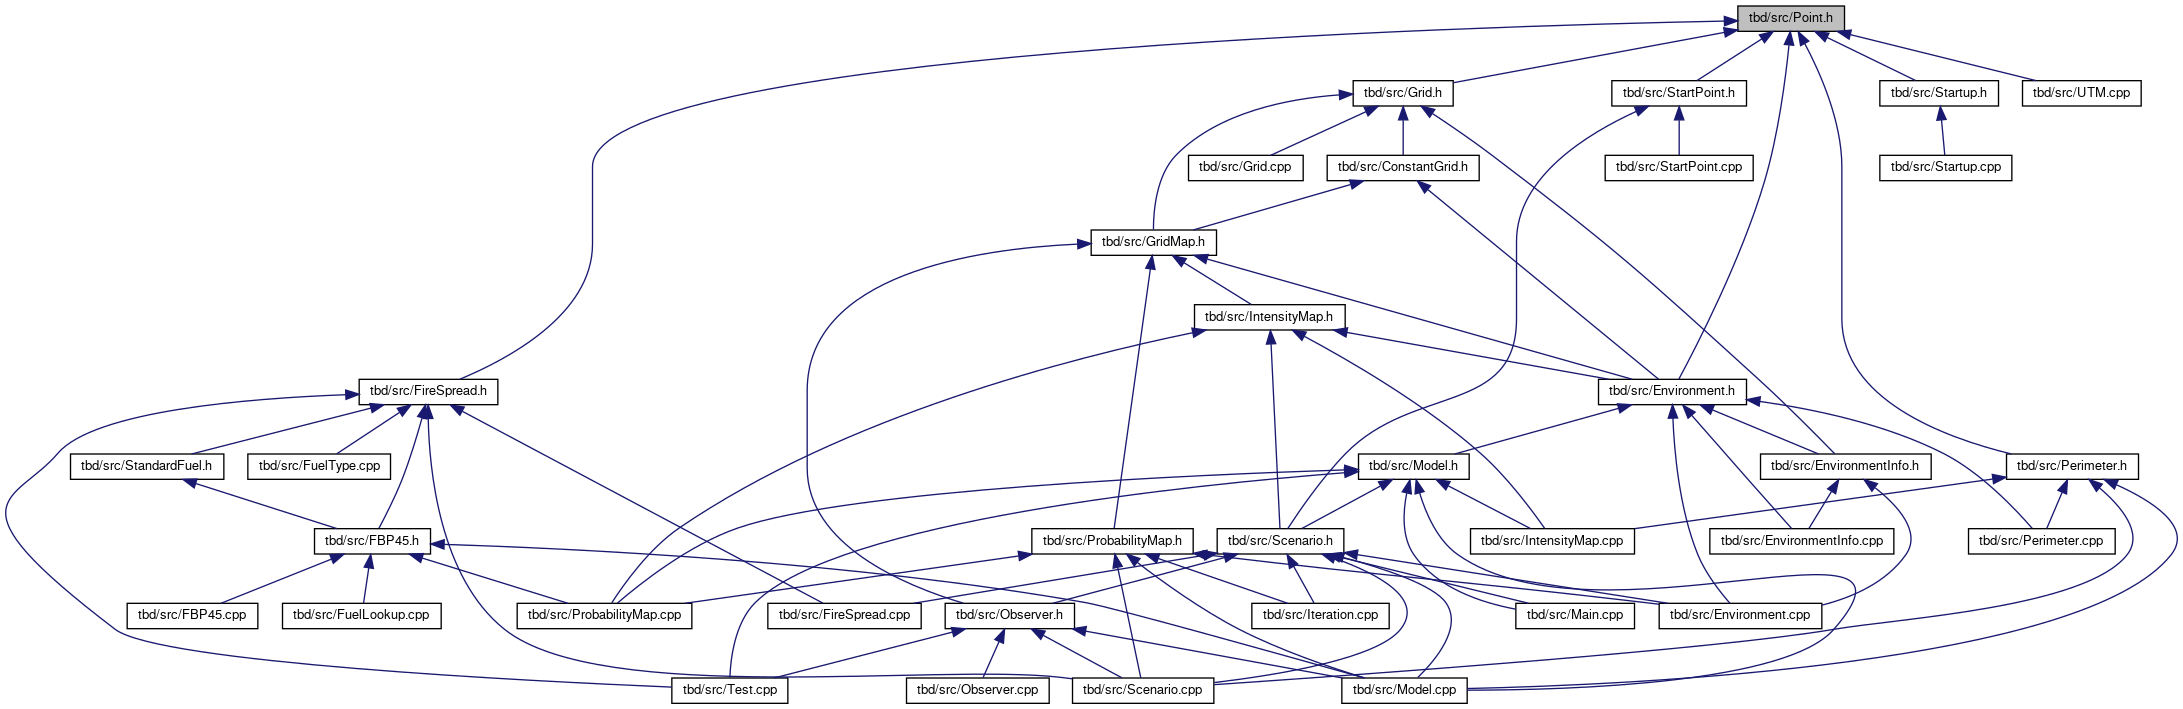 tbd/src/Point.h
tbd/src/Grid.h
tbd/src/StartPoint.h
tbd/src/Startup.h
tbd/src/UTM.cpp
tbd/src/Grid.cpp
tbd/src/ConstantGrid.h
tbd/src/StartPoint.cpp
tbd/src/Startup.cpp
tbd/src/GridMap.h
tbd/src/IntensityMap.h
tbd/src/FireSpread.h
tbd/src/Environment.h
tbd/src/StandardFuel.h
tbd/src/FuelType.cpp
tbd/src/Model.h
tbd/src/EnvironmentInfo.h
tbd/src/Perimeter.h
tbd/src/FBP45.h
tbd/src/ProbabilityMap.h
tbd/src/Scenario.h
tbd/src/IntensityMap.cpp
tbd/src/EnvironmentInfo.cpp
tbd/src/Perimeter.cpp
tbd/src/FBP45.cpp
tbd/src/FuelLookup.cpp
tbd/src/ProbabilityMap.cpp
tbd/src/FireSpread.cpp
tbd/src/Observer.h
tbd/src/Iteration.cpp
tbd/src/Main.cpp
tbd/src/Environment.cpp
tbd/src/Test.cpp
tbd/src/Observer.cpp
tbd/src/Scenario.cpp
tbd/src/Model.cpp